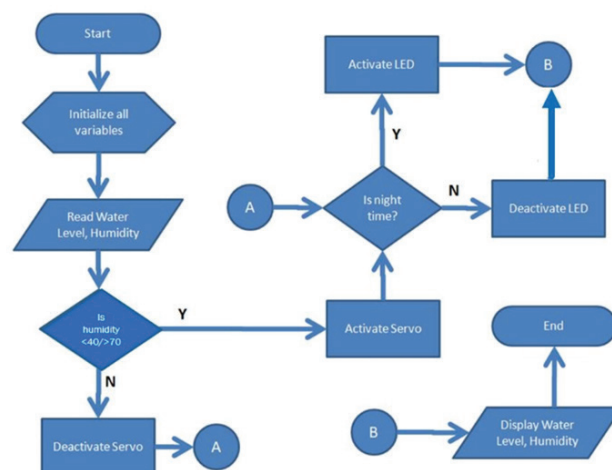 Start
Initialize all
variables
Read Water
Level, Humidity
Is
humidity
<40/>70
Y
N
Deactivate Servo
A
Activate Servo
A
Is night
time?
Y
N
Activate LED
Deactivate LED
B
B
Display Water
Level, Humidity
End